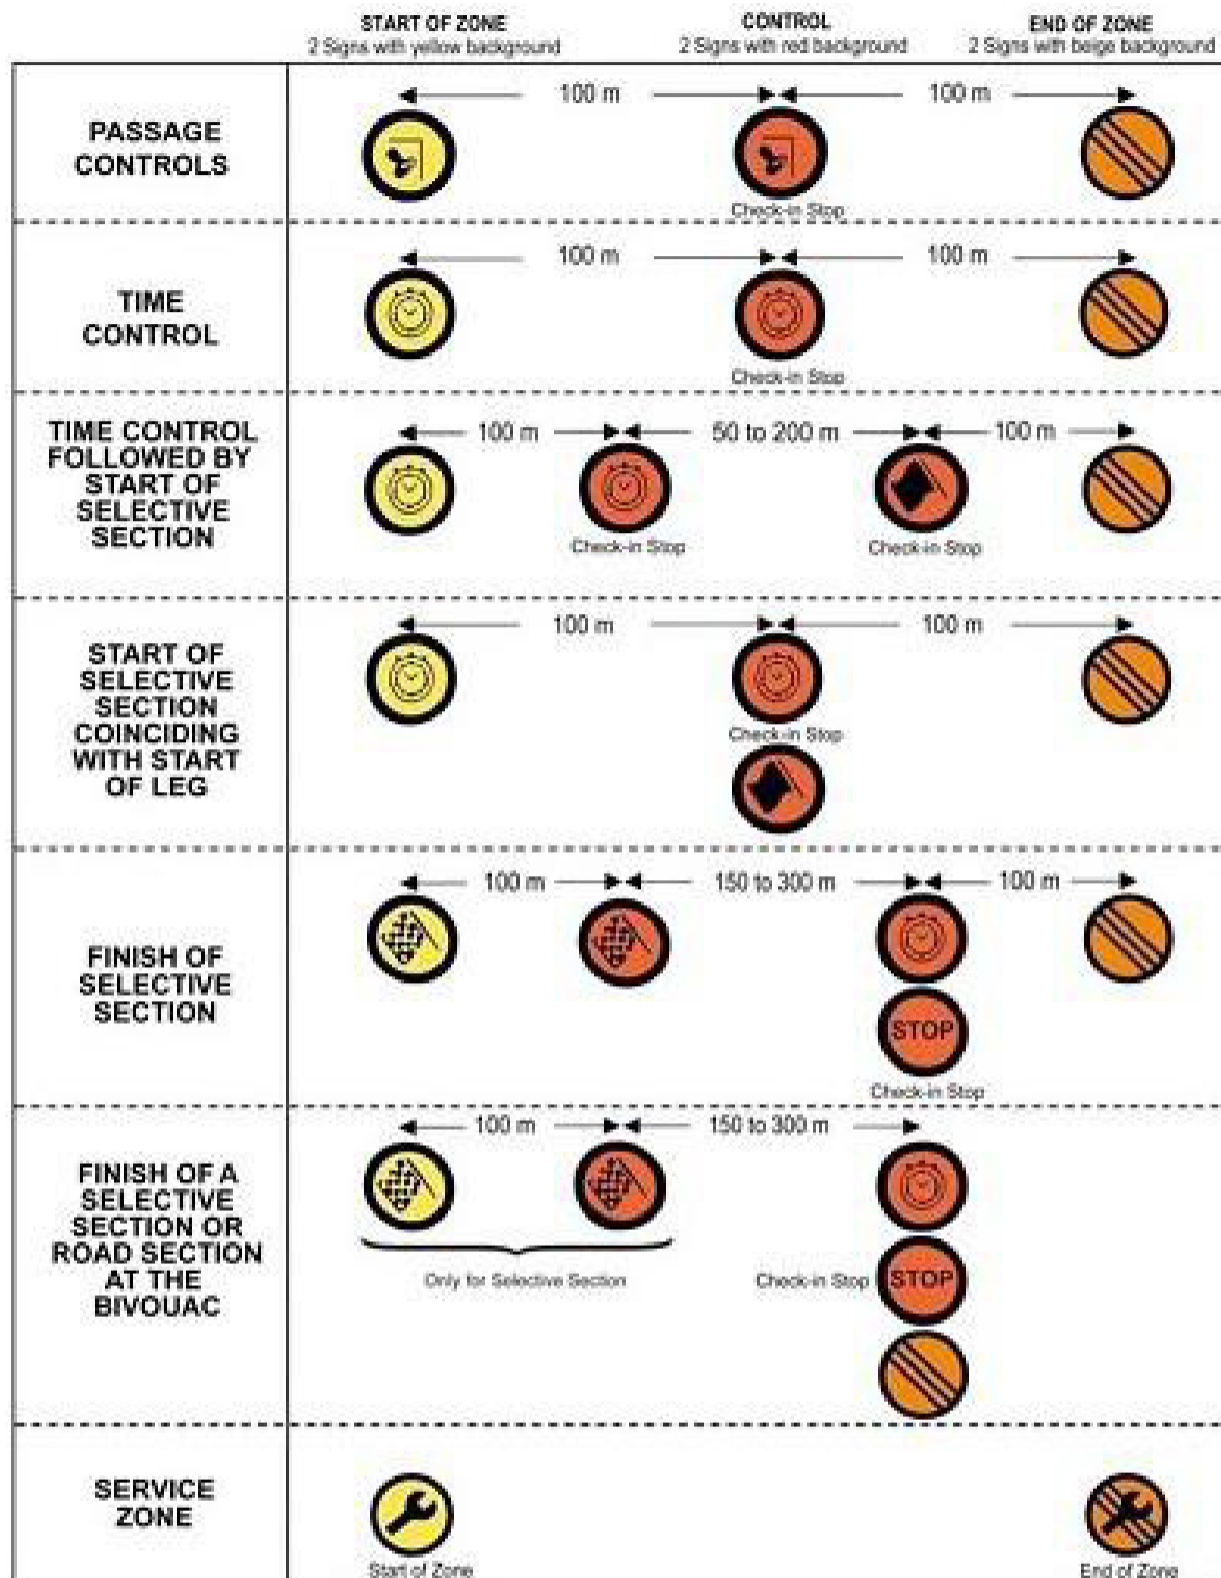 START OF ZONE
2 Signs with yellow background
CONTROL
2 Signs with red background
END OF ZONE
2 Signs with beige background
PASSAGE
CONTROLS
100 m
100 m
Check-in Stop
TIME
CONTROL
100 m
100 m
Check-in Stop
TIME CONTROL
FOLLOWED BY
START OF
SELECTIVE
SECTION
100 m
50 to 200 m
100 m
Check-in Stop
Check-in Stop
START OF
SELECTIVE
SECTION
COINCIDING
WITH START
OF LEG
100 m
100 m
Check-in Stop
FINISH OF
SELECTIVE
SECTION
100 m
150 to 300 m
100 m
STOP
Check-in Stop
FINISH OF A
SELECTIVE
SECTION OR
ROAD SECTION
AT THE
BIVOUAC
100 m
150 to 300 m
Only for Selective Section
Check-in Stop
STOP
SERVICE
ZONE
Start of Zone
End of Zone